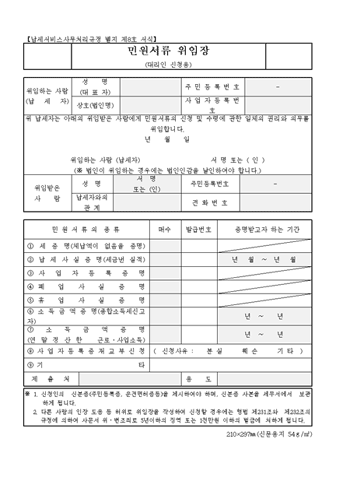 【납세서비스사무처리규정 별지 제8호 서식】
민원서류 위임장
(대리인 신청용)
위임하는 사람
(납 세 자)
성 명
(대 표 자)
주 민 등 록 번 호
-
상호(법인명)
사 업 자 등 록 번
호
위 납세자는 아래의 위임받은 사람에게 민원서류의 신청 및 수령에 관한 일체의 권리와 의무를
위임합니다.
년 월 일
위임하는 사람 (납세자) 서 명 또는 ( 인 )
(※ 법인이 위임하는 경우에는 법인인감을 날인하여야 합니다.)
위임받은
사 람
성 명
서 명
또는 (인)
주민등록번호
-
납세자와의
관 계
전 화 번 호
민 원 서 류 의 종 류
매수
발급번호
증명받고자 하는 기간
① 세 증 명(체납액이 없음을 증명)
② 납 세 사 실 증 명(세금낸 실적)
년 월 ~ 년 월
③ 사 업 자 등 록 증 명
④ 폐 업 사 실 증 명
⑤ 휴 업 사 실 증 명
⑥ 소 득 금 액 증 명(종합소득세신고
자)
년 ~ 년
⑦ 소 득 금 액 증 명
(연 말 정 산 한 근로ㆍ사업소득)
년 ~ 년
⑧ 사 업 자 등 록 증 재 교 부 신 청
( 신청사유 : 분 실 훼 손 기 타 )
⑨ 기 타
제 출 처
용 도
※ 1. 신청인의 신분증(주민등록증, 운전면허증등)을 제시하여야 하며, 신분증 사본을 세무서에서 보관
하게 됩니다.
2. 다른 사람의 인장 도용 등 허위로 위임장을 작성하여 신청할 경우에는 형법 제231조와 제232조의
규정에 의하여 사문서 위ㆍ변조죄로 5년이하의 징역 또는 1천만원 이하의 벌금에 처하게 됩니다.
210×297㎜(신문용지 54g/㎡)